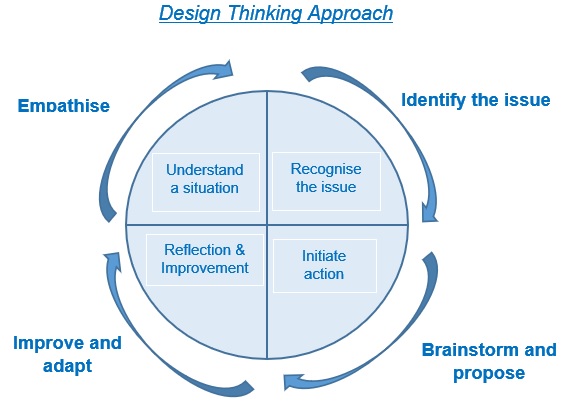 Design Thinking Approach
Empathise
Identify the issue
Understand
a situation
Recognise
the issue
Reflection &
Improvement
Initiate
action
Improve and
adapt
Brainstorm and
propose